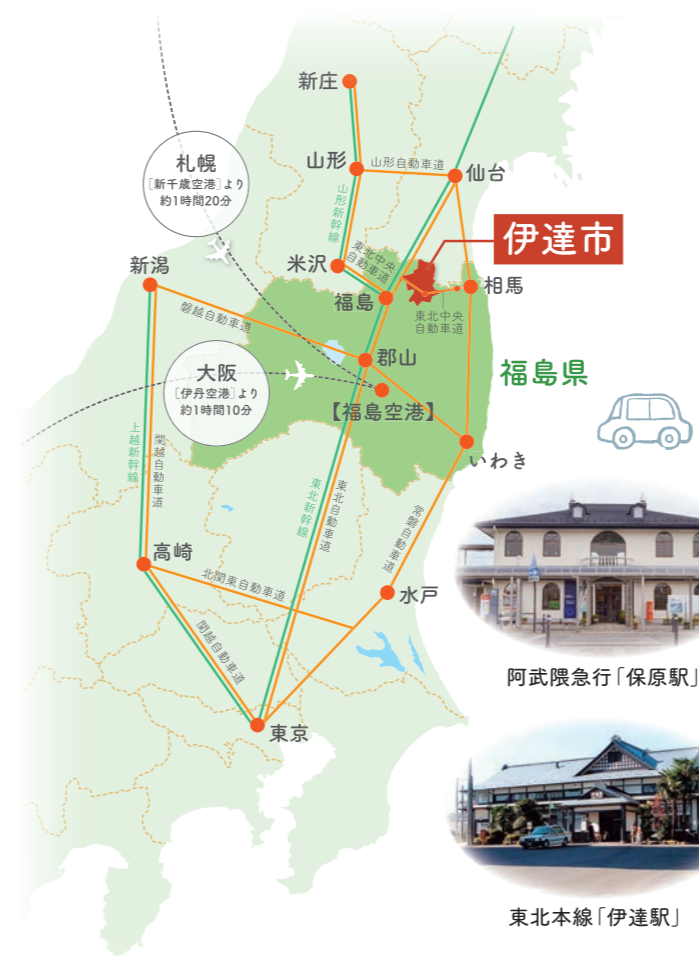 新庄
山形
山形自動車道
仙台
札幌
［新千歳空港］より
約1時間20分
山形新幹線
伊達市
新潟
米沢
東北中央
自動車道
福島
相馬
東北中央
自動車道
磐越自動車道
郡山
福島県
大阪
［伊丹空港］より
約1時間10分
【福島空港】
いわき
上越新幹線
関越自動車道
東北新幹線
東北自動車道
常磐自動車道
高崎
北関東自動車道
水戸
関越自動車道
東京
阿武隈急行「保原駅」
東北本線「伊達駅」